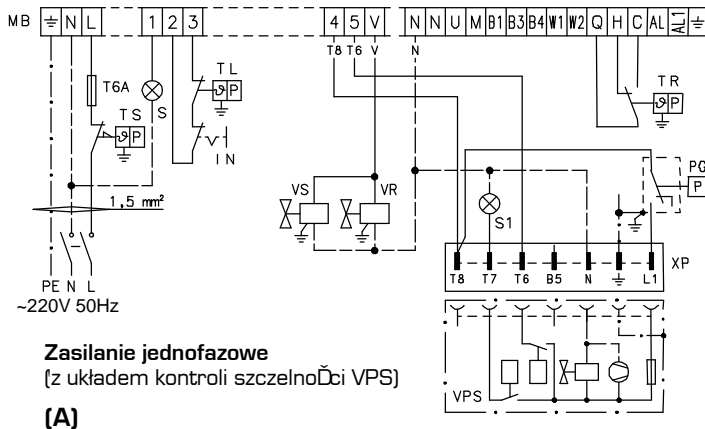 MB ⏚ N L 1 2 3 4 5 V N N U M B1 B3 B4 W1 W2 Q H C AL AL1 ⏚
T8 T6 V N
T6A
S
TL
ϑ P
TS
ϑ P
IN
TR
ϑ P
VS
VR
S1
PG
P
1,5 mm²
XP
T8 T7 T6 B5 N ⏚ L1
PE N L
~220V 50Hz
VPS
Zasilanie jednofazowe
(z układem kontroli szczelnoĎci VPS)
(A)